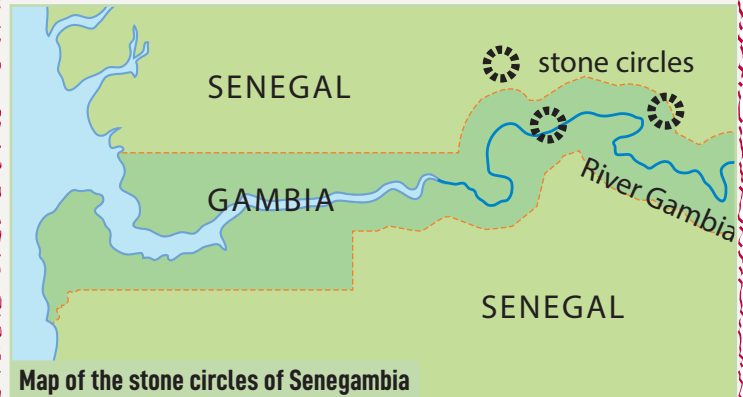 stone circles
SENEGAL
GAMBIA
River Gambia
SENEGAL
Map of the stone circles of Senegambia